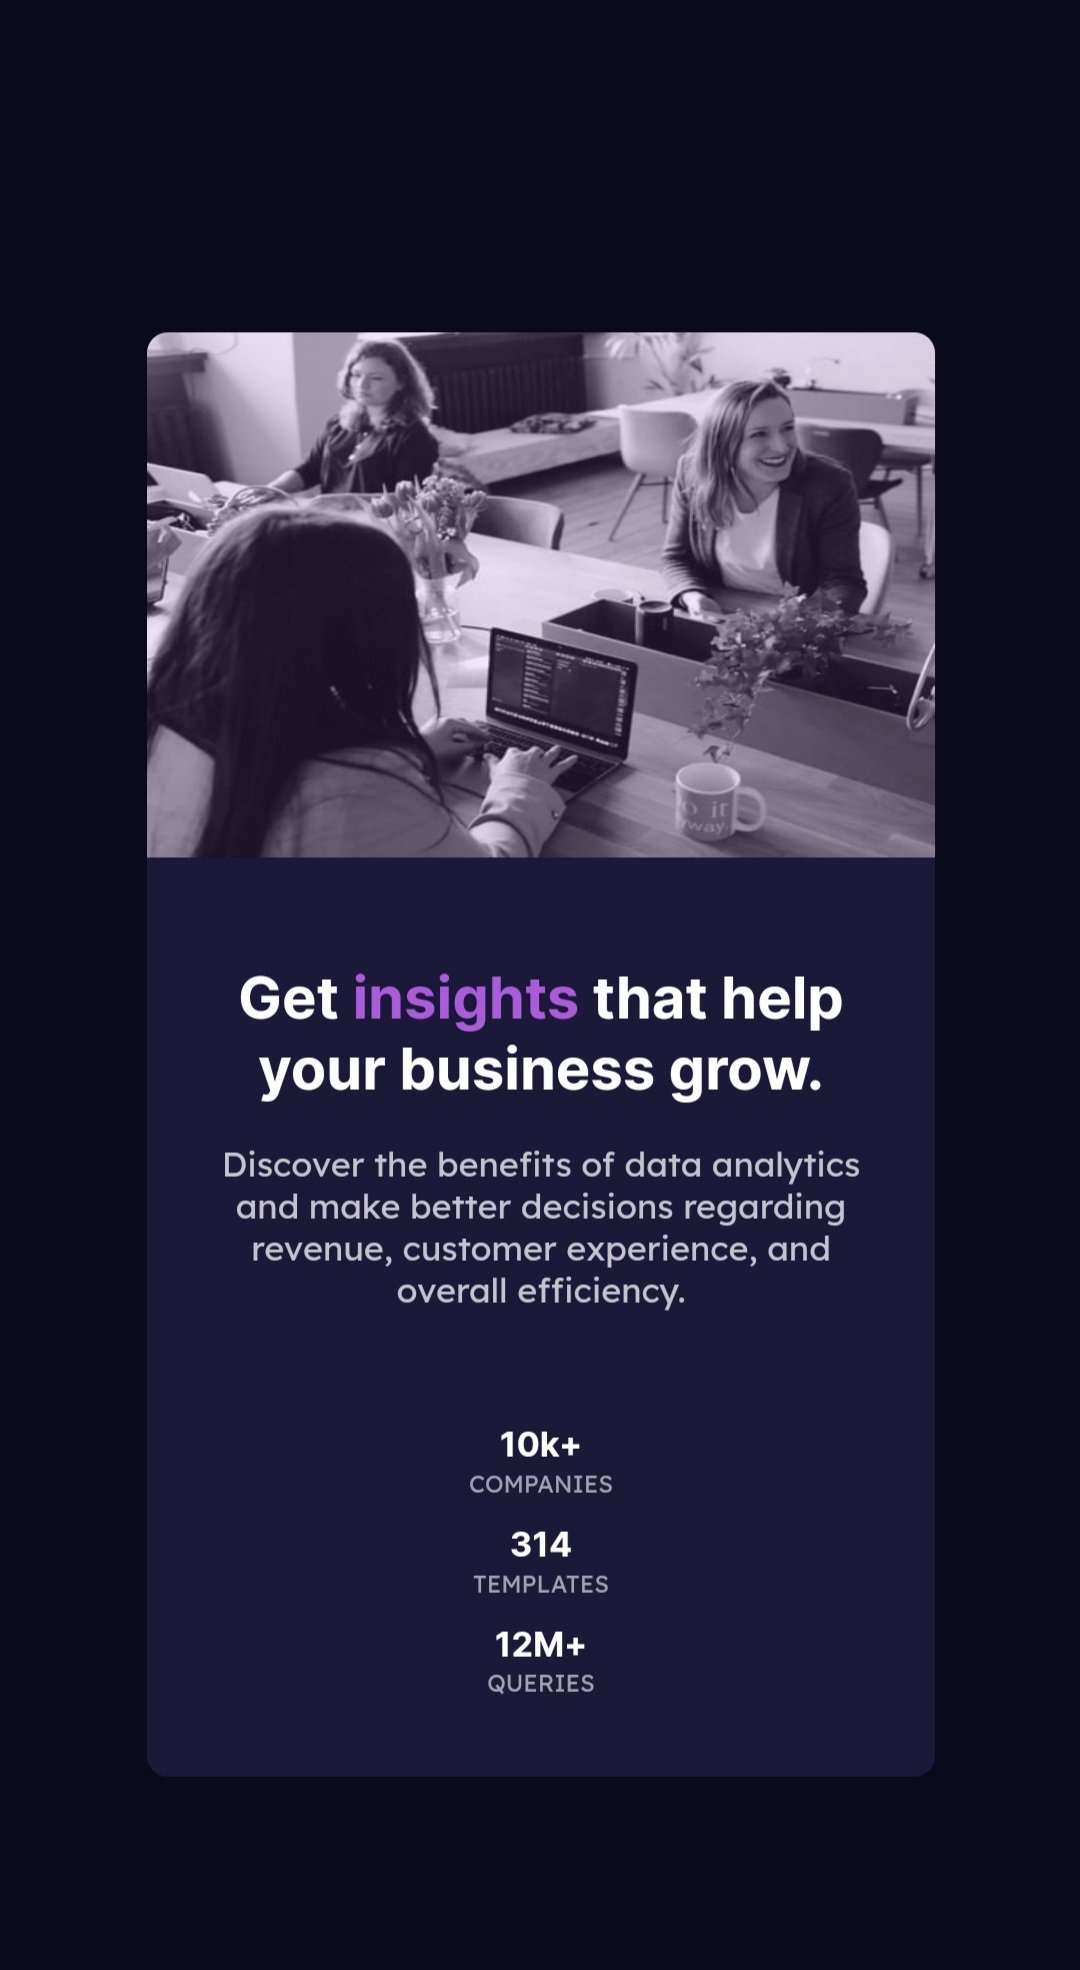 Get insights that help
your business grow.
Discover the benefits of data analytics
and make better decisions regarding
revenue, customer experience, and
overall efficiency.
10k+
COMPANIES
314
TEMPLATES
12M+
QUERIES